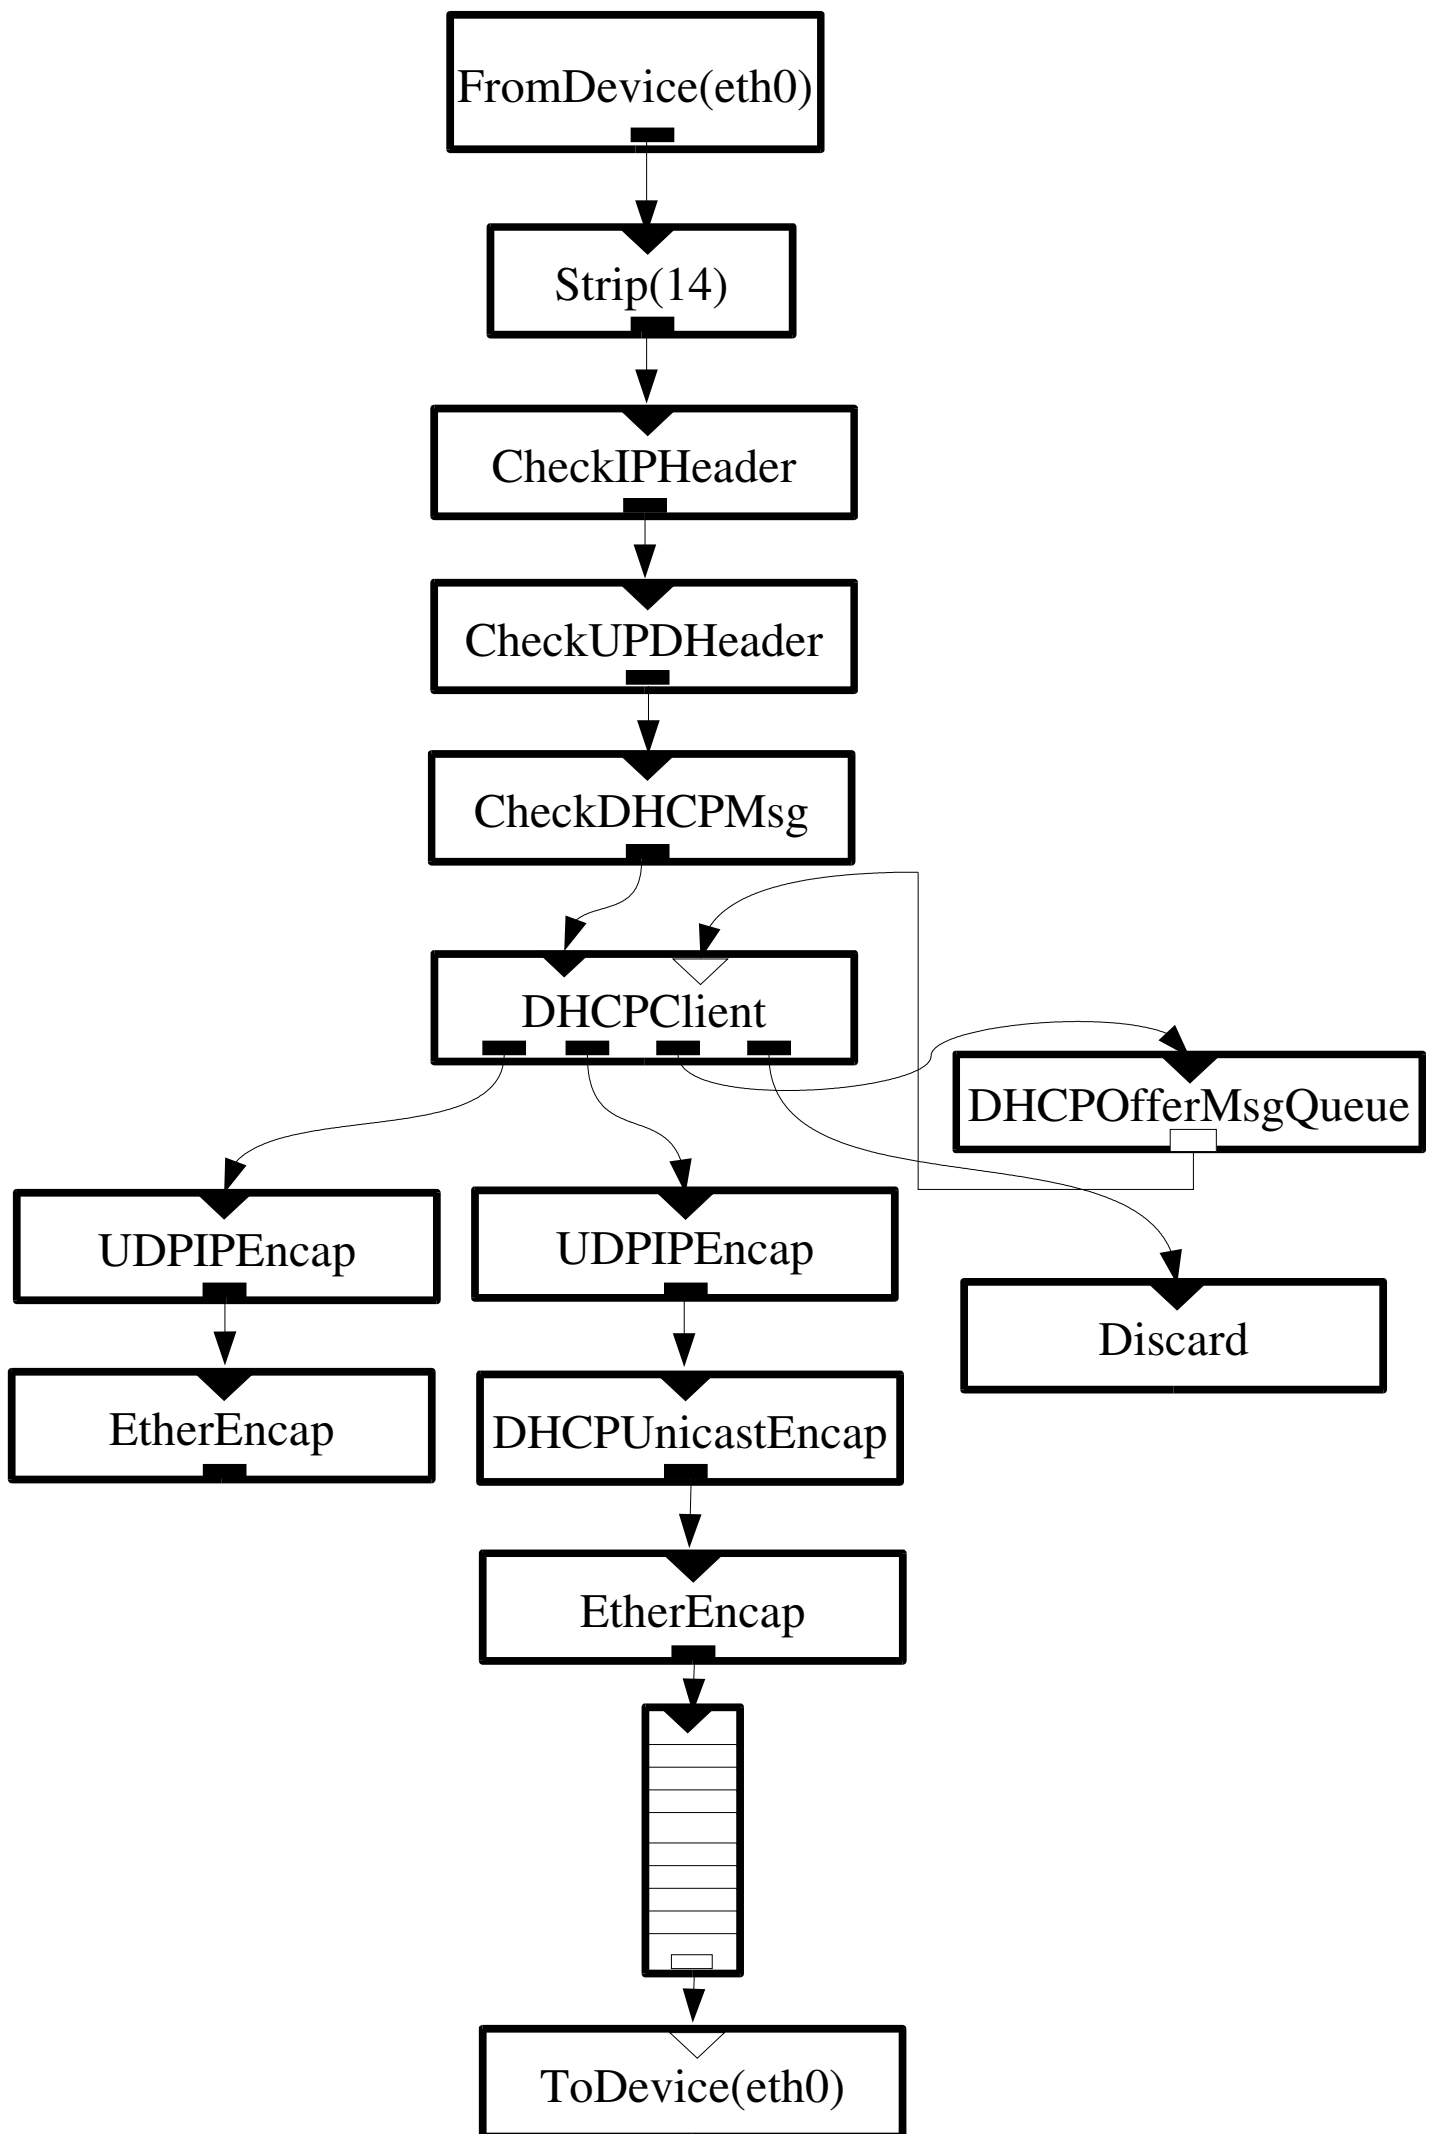 FromDevice(eth0)
Strip(14)
CheckIPHeader
CheckUPDHeader
CheckDHCPMsg
DHCPClient
DHCPOfferMsgQueue
UDPIPEncap
UDPIPEncap
Discard
EtherEncap
DHCPUnicastEncap
EtherEncap
ToDevice(eth0)